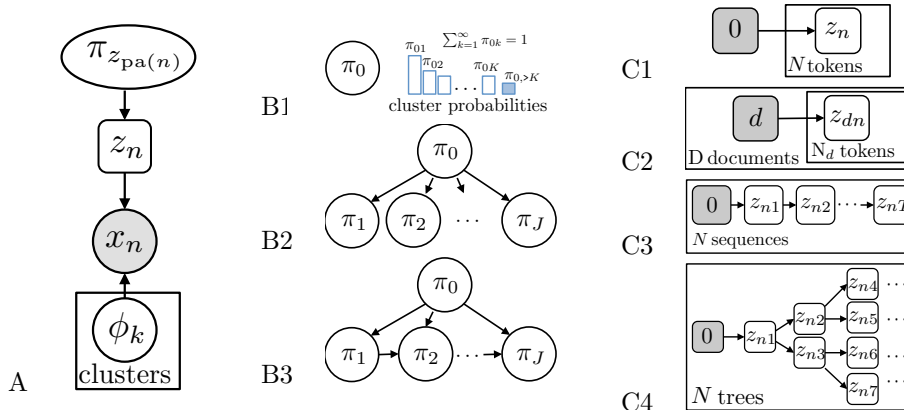 π_{z_{pa(n)}}
z_n
x_n
ϕ_k
clusters
A
π_0
∑_{k=1}^{∞} π_{0k} = 1
π_{01}
π_{02}
...
π_{0K}
π_{0,>K}
cluster probabilities
B1
π_0
π_1
π_2
...
π_J
B2
π_0
π_1
π_2
...
π_J
B3
0
z_n
N tokens
C1
d
z_{dn}
D documents
N_d tokens
C2
0
z_{n1}
z_{n2}
...
z_{nT}
N sequences
C3
z_{n4}
...
z_{n2}
z_{n5}
...
0
z_{n1}
z_{n3}
z_{n6}
...
z_{n7}
...
N trees
C4